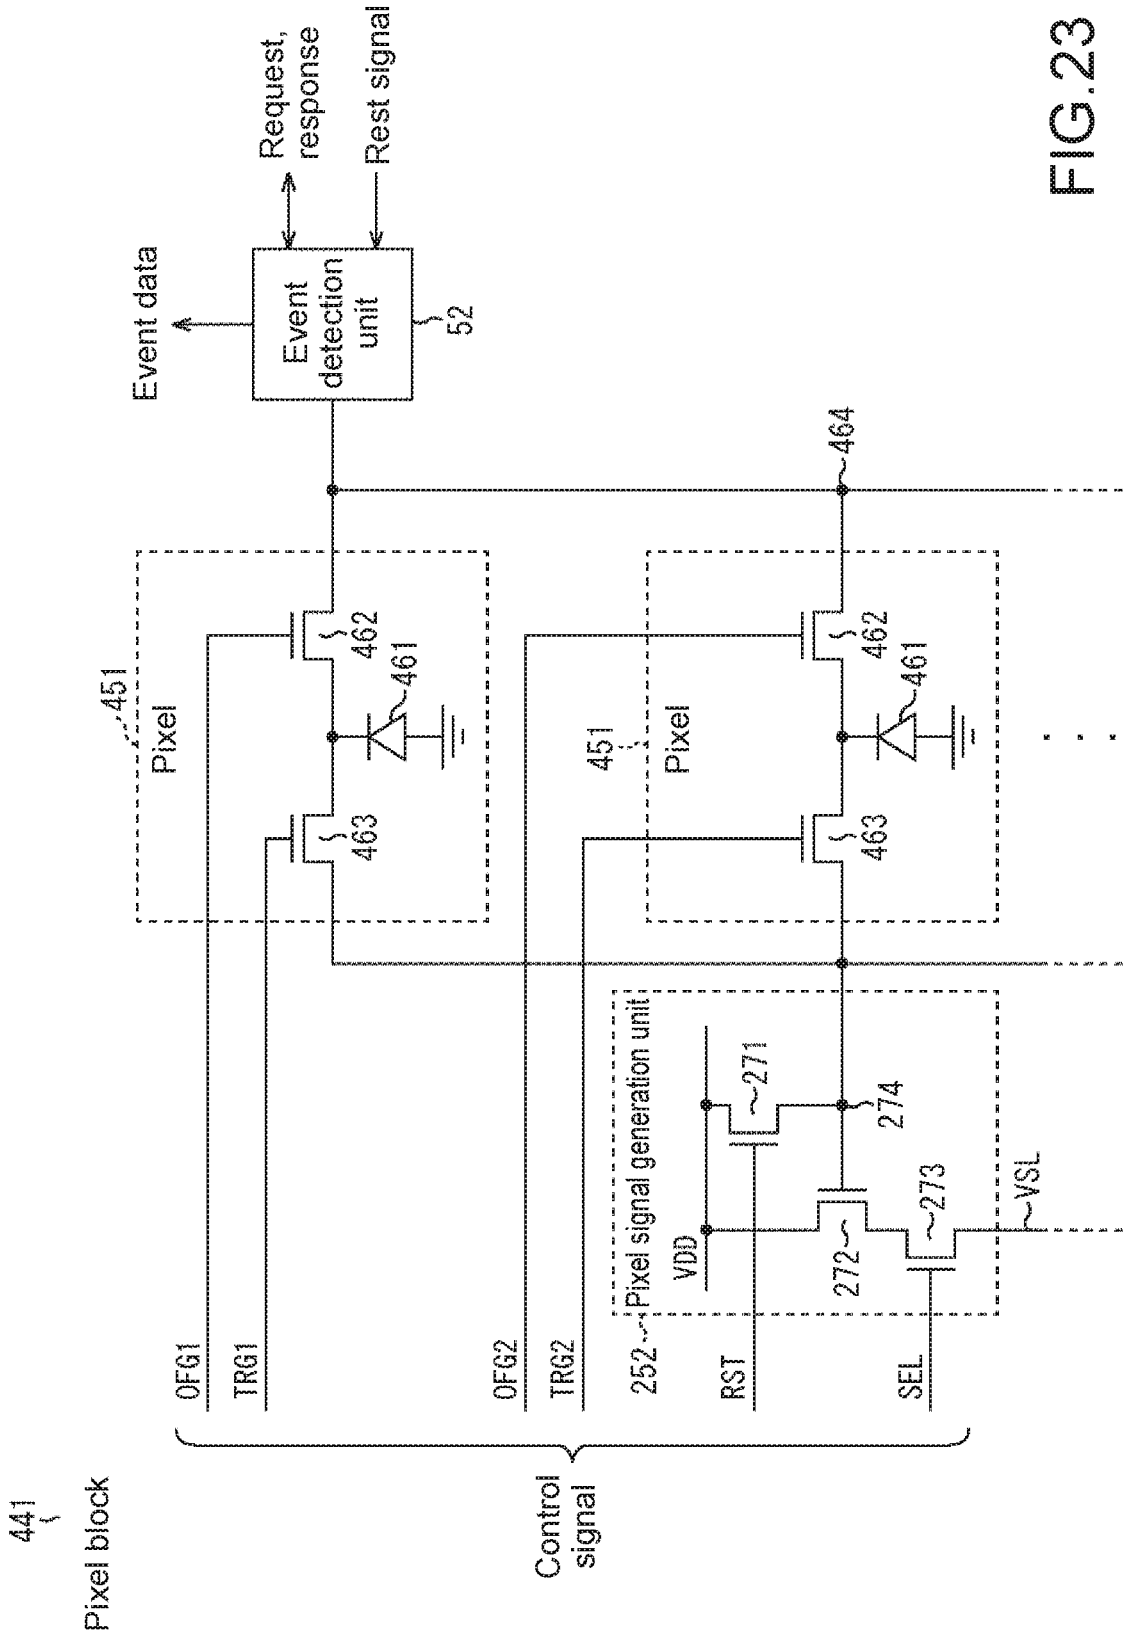 441
Pixel block
Control
signal
OFG1
TRG1
OFG2
TRG2
RST
SEL
252
Pixel signal generation unit
VDD
271
272
273
274
VSL
451
Pixel
463
461
462
451
Pixel
463
461
462
464
Event data
Event
detection
unit
52
Request,
response
Rest signal
FIG.23